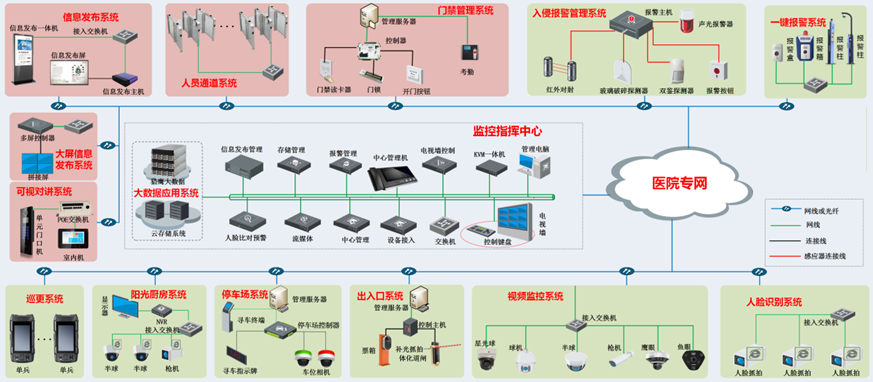 信息发布系统
信息发布一体机
接入交换机
信息发布屏
信息发布主机
人员通道系统
门禁管理系统
管理服务器
控制器
门禁读卡器
门锁
开门按钮
考勤
入侵报警管理系统
报警主机
声光报警器
红外对射
玻璃破碎探测器
双鉴探测器
报警按钮
一键报警系统
报警盒
报警箱
报警柱
报警柱
多屏控制器
大屏信息
发布系统
拼接屏
可视对讲系统
单元门口机
POE交换机
室内机
监控指挥中心
大数据应用系统
云存储系统
信息发布管理
存储管理
报警管理
中心管理机
电视墙控制
KVM一体机
管理电脑
人脸比对预警
流媒体
中心管理
设备接入
交换机
控制键盘
电视墙
医院专网
网线或光纤
网线
连接线
感应器连接线
巡更系统
单兵
单兵
阳光厨房系统
显示器
NVR
接入交换机
半球
半球
枪机
停车场系统
管理服务器
寻车终端
停车场控制器
寻车指示牌
车位相机
出入口系统
管理服务器
控制主机
票箱
补光抓拍
一体化道闸
视频监控系统
接入交换机
星光球
球机
半球
枪机
鹰眼
鱼眼
人脸识别系统
接入交换机
人脸抓拍
人脸抓拍
人脸抓拍